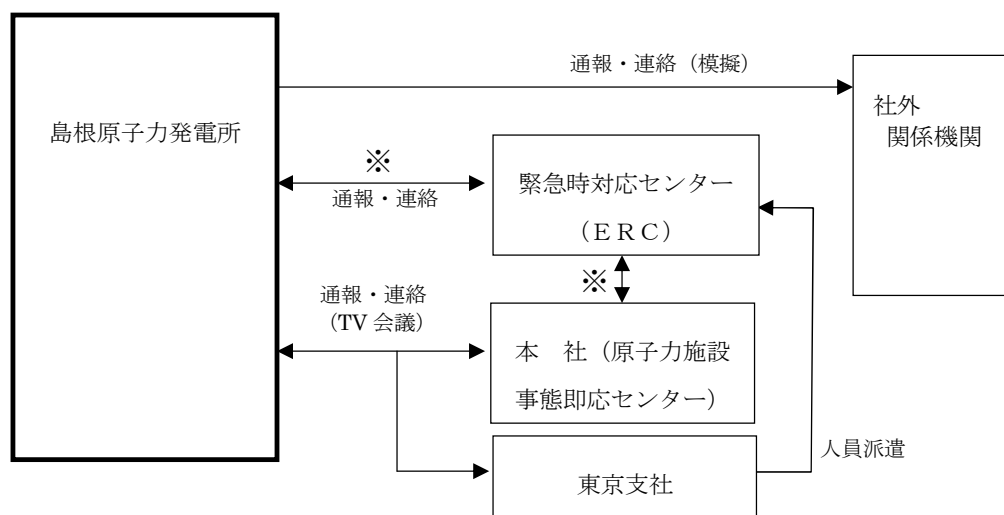 通報・連絡（模擬）
島根原子力発電所
社外
関係機関
※
通報・連絡
緊急時対応センター
（ＥＲＣ）
※
通報・連絡
（TV 会議）
本　社（原子力施設
事態即応センター）
人員派遣
東京支社